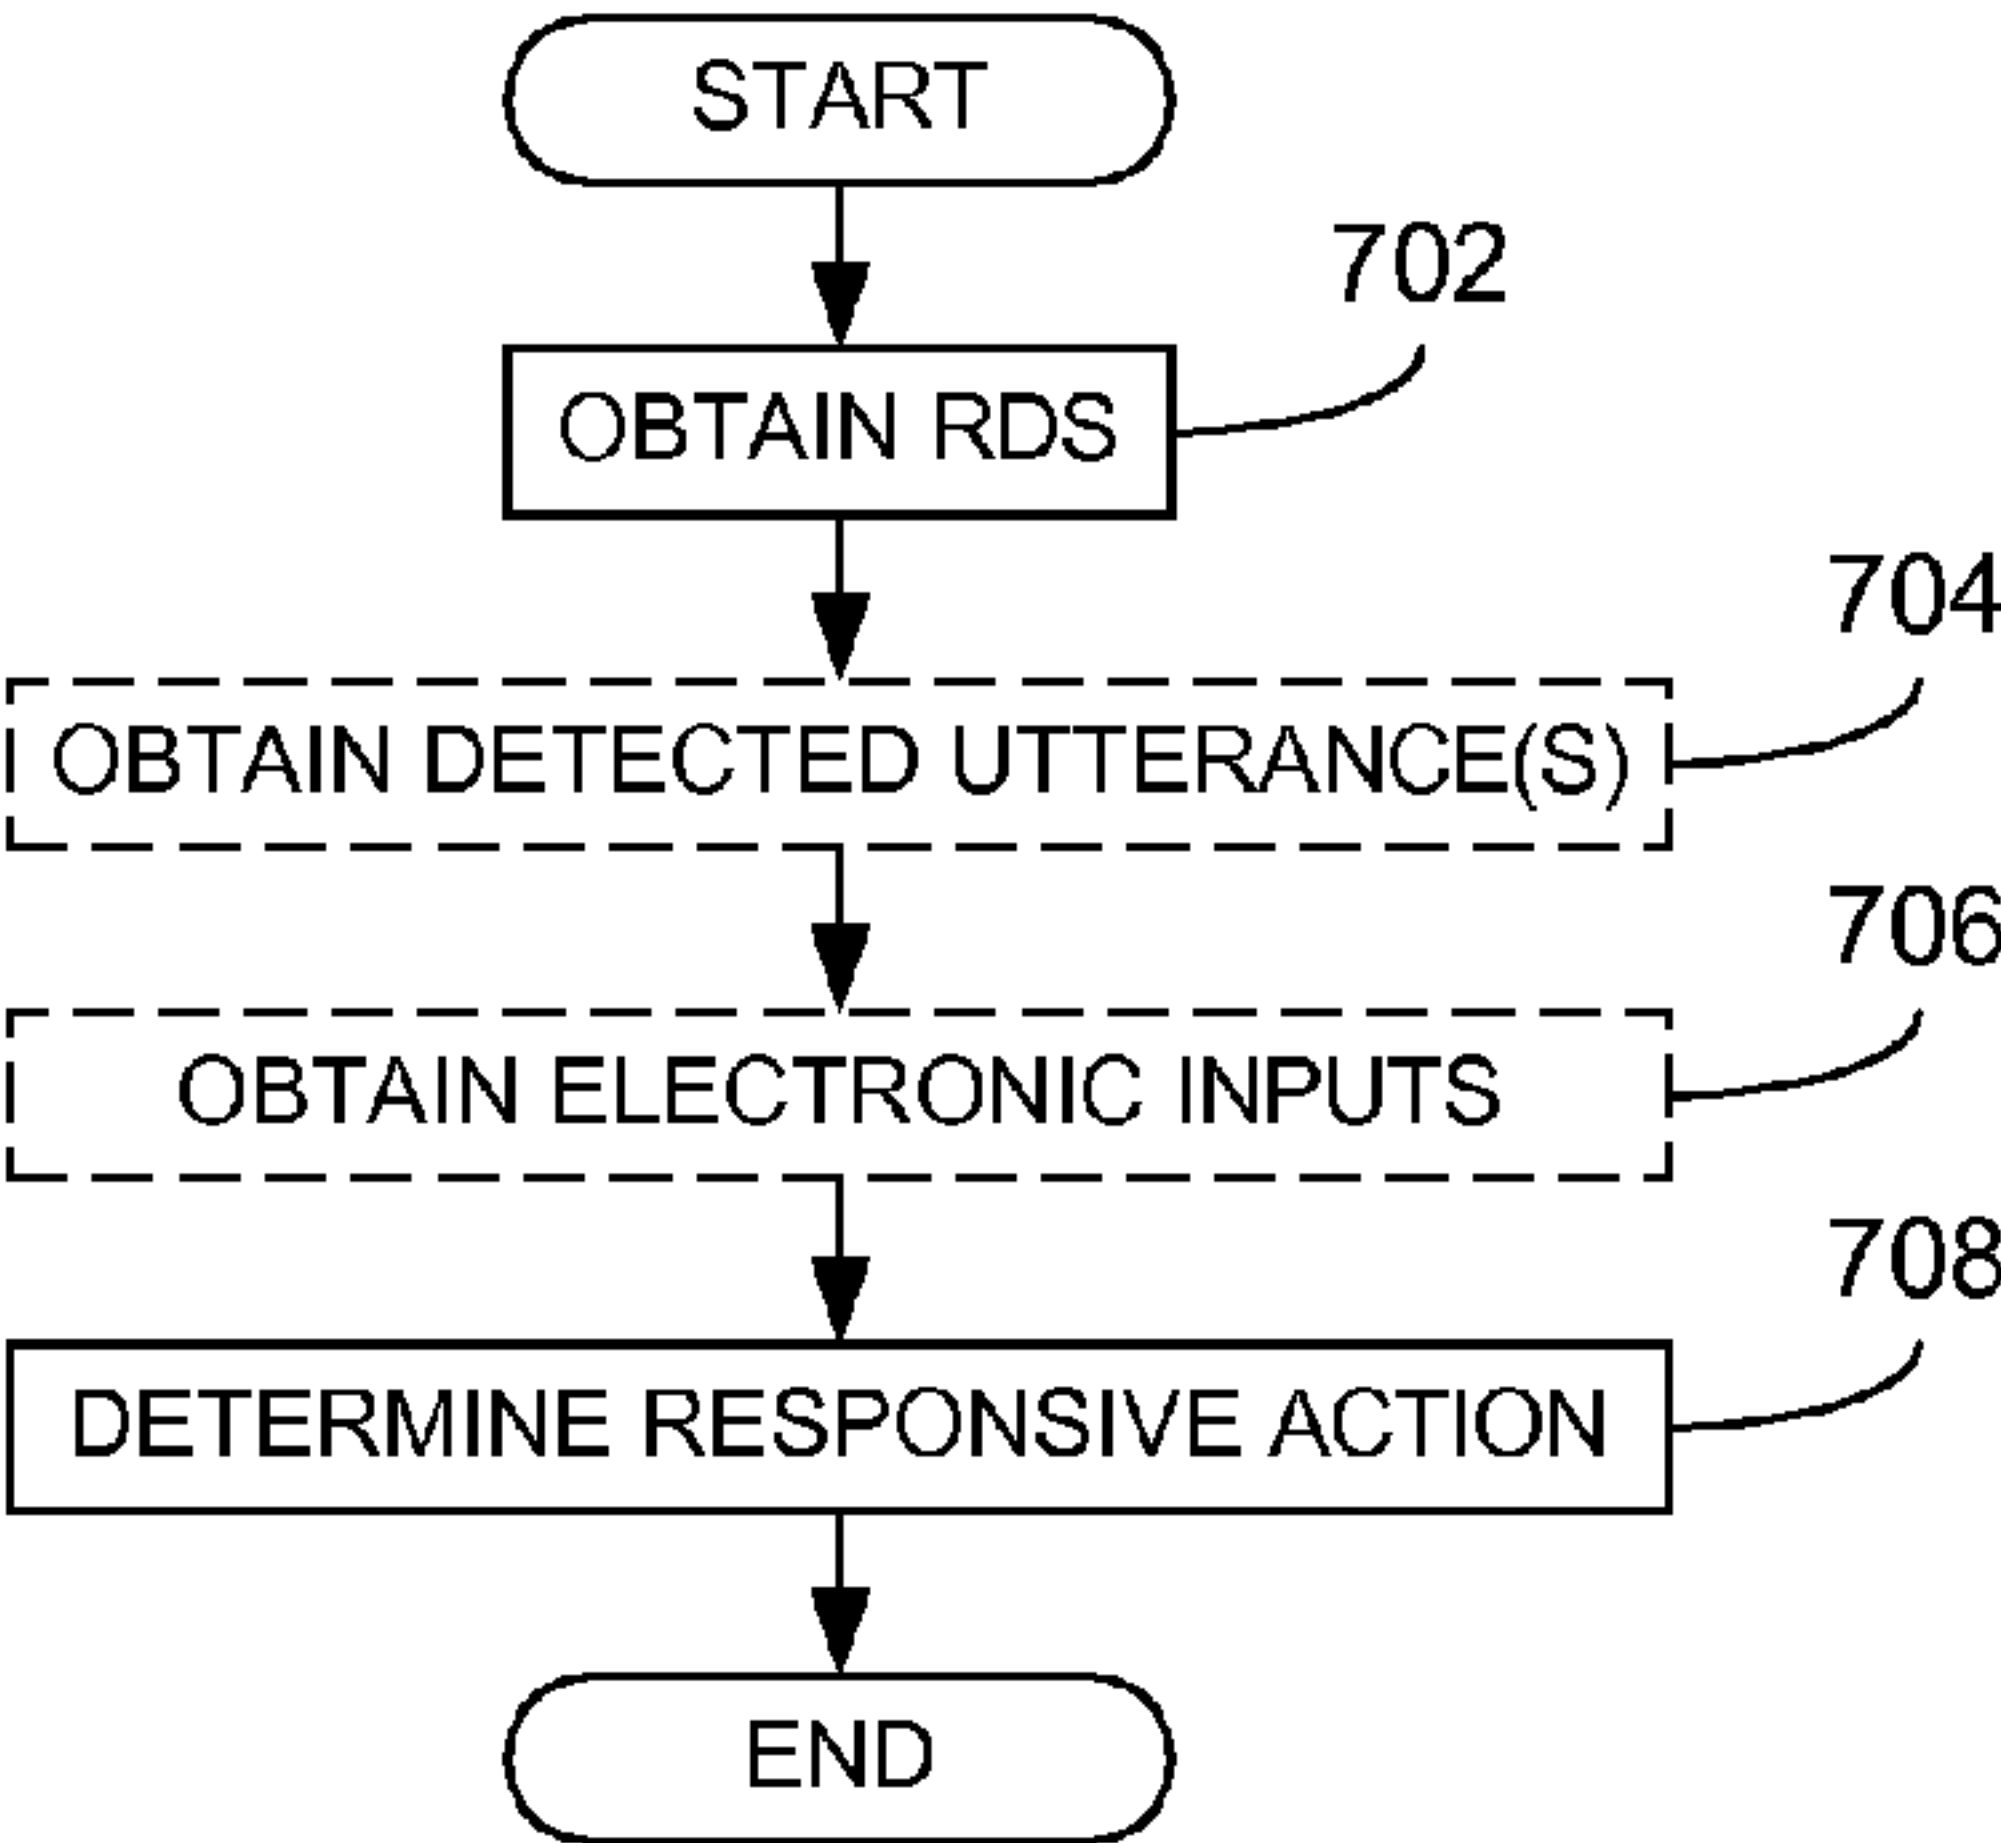 START
702
OBTAIN RDS
704
OBTAIN DETECTED UTTERANCE(S)
706
OBTAIN ELECTRONIC INPUTS
708
DETERMINE RESPONSIVE ACTION
END